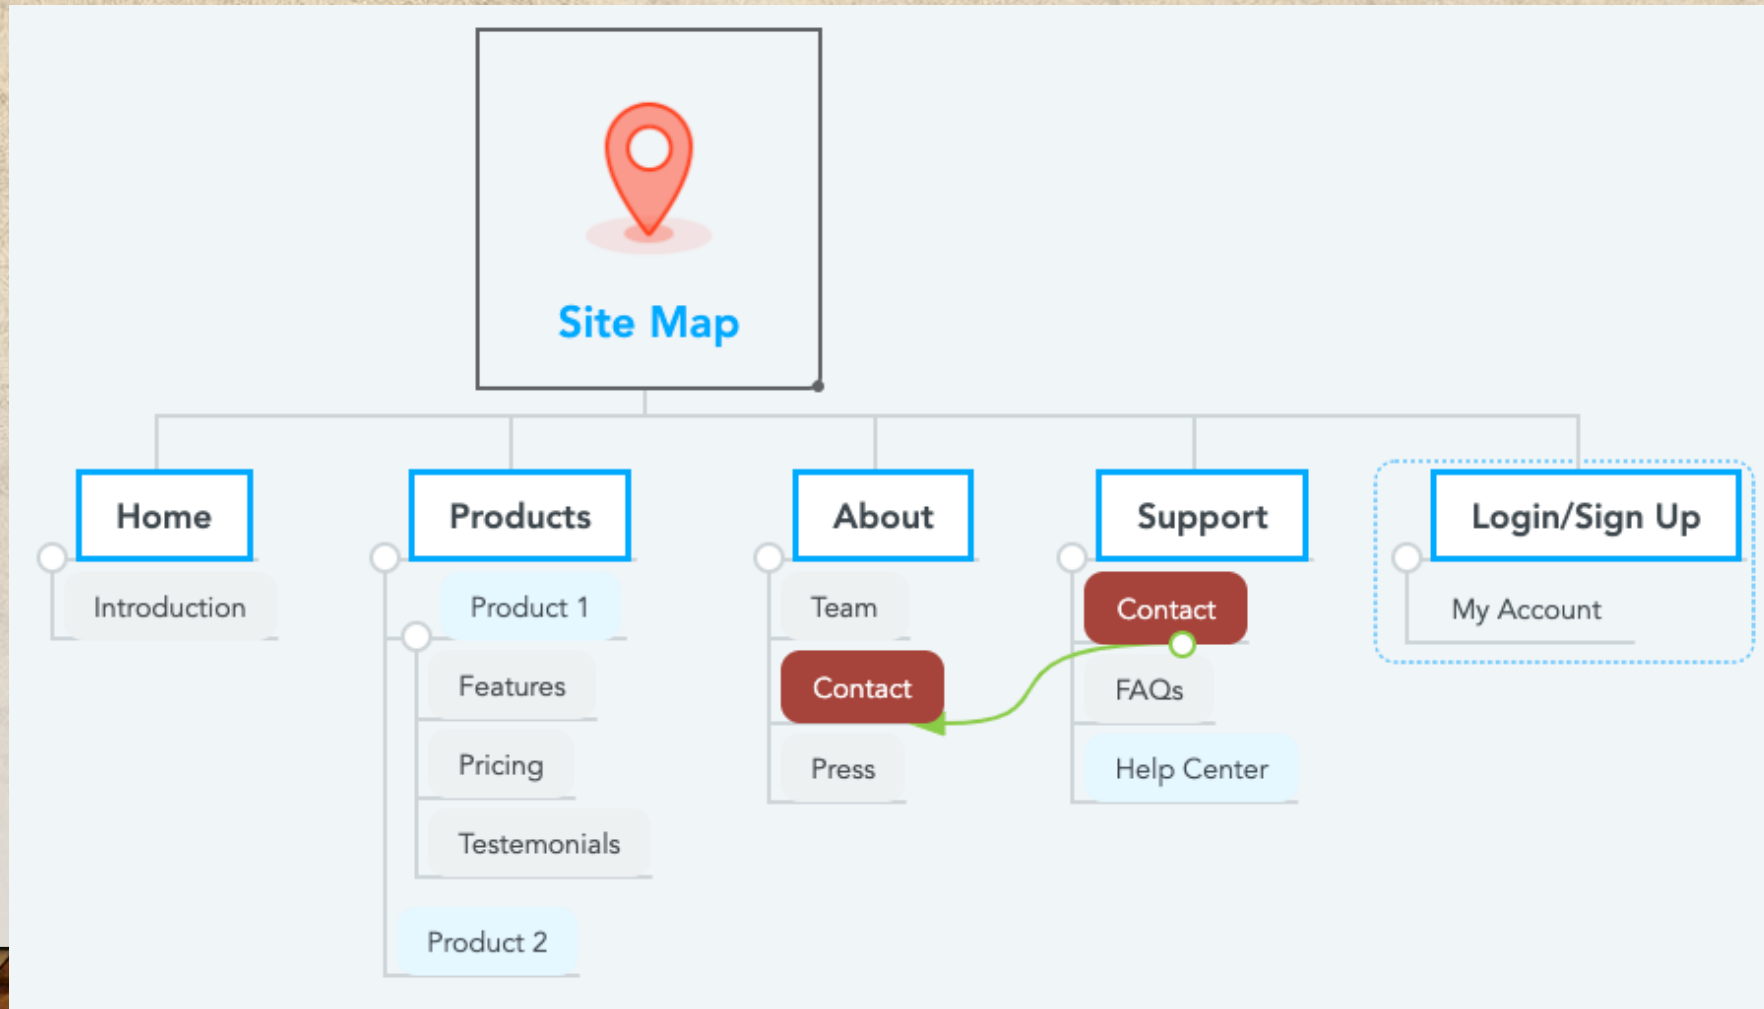 Site Map
Home
Introduction
Products
Product 1
Features
Pricing
Testemonials
Product 2
About
Team
Contact
Press
Support
Contact
FAQs
Help Center
Login/Sign Up
My Account